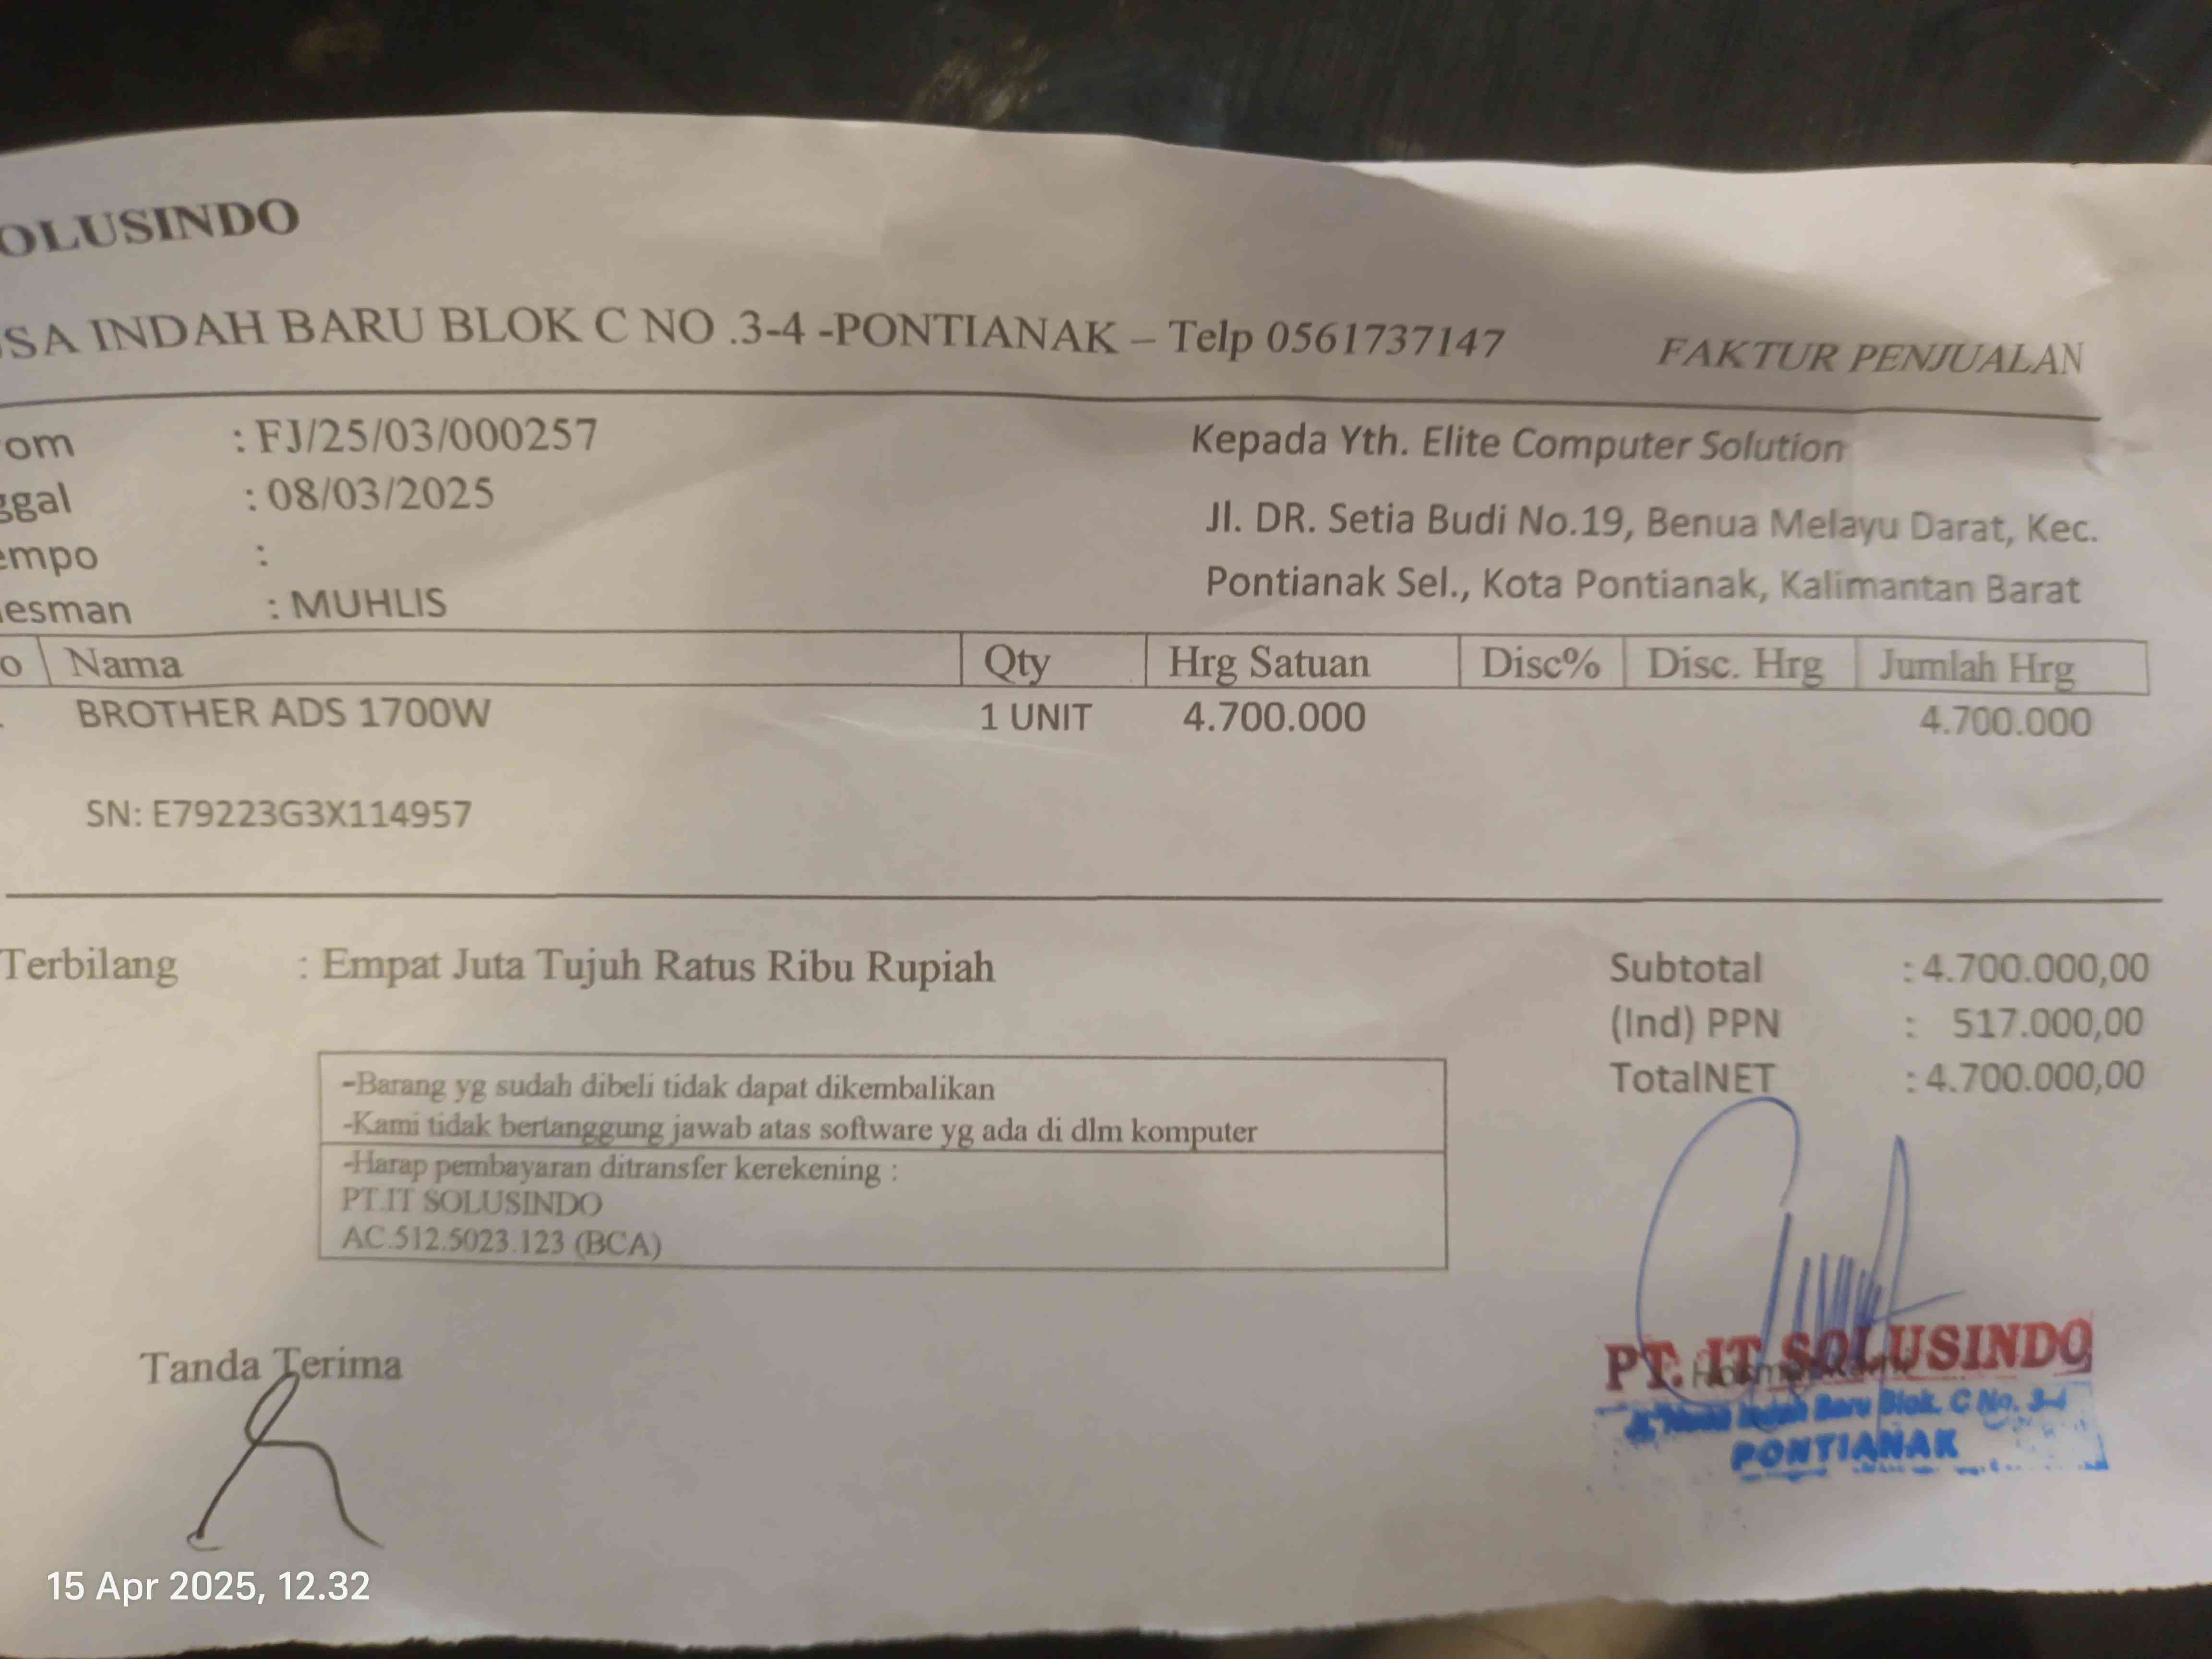 OLUSINDO
SA INDAH BARU BLOK C NO .3-4 -PONTIANAK – Telp 0561737147
FAKTUR PENJUALAN
om : FJ/25/03/000257
ggal : 08/03/2025
empo :
esman : MUHLIS
Kepada Yth. Elite Computer Solution
Jl. DR. Setia Budi No.19, Benua Melayu Darat, Kec.
Pontianak Sel., Kota Pontianak, Kalimantan Barat
o Nama Qty Hrg Satuan Disc% Disc. Hrg Jumlah Hrg
BROTHER ADS 1700W 1 UNIT 4.700.000 4.700.000
SN: E79223G3X114957
Terbilang : Empat Juta Tujuh Ratus Ribu Rupiah
Subtotal : 4.700.000,00
(Ind) PPN : 517.000,00
TotalNET : 4.700.000,00
-Barang yg sudah dibeli tidak dapat dikembalikan
-Kami tidak bertanggung jawab atas software yg ada di dlm komputer
-Harap pembayaran ditransfer kerekening :
PT.IT SOLUSINDO
AC.512.5023.123 (BCA)
Tanda Terima
PT. IT SOLUSINDO
Indah Baru Blok. C No. 3-4
PONTIANAK
15 Apr 2025, 12.32